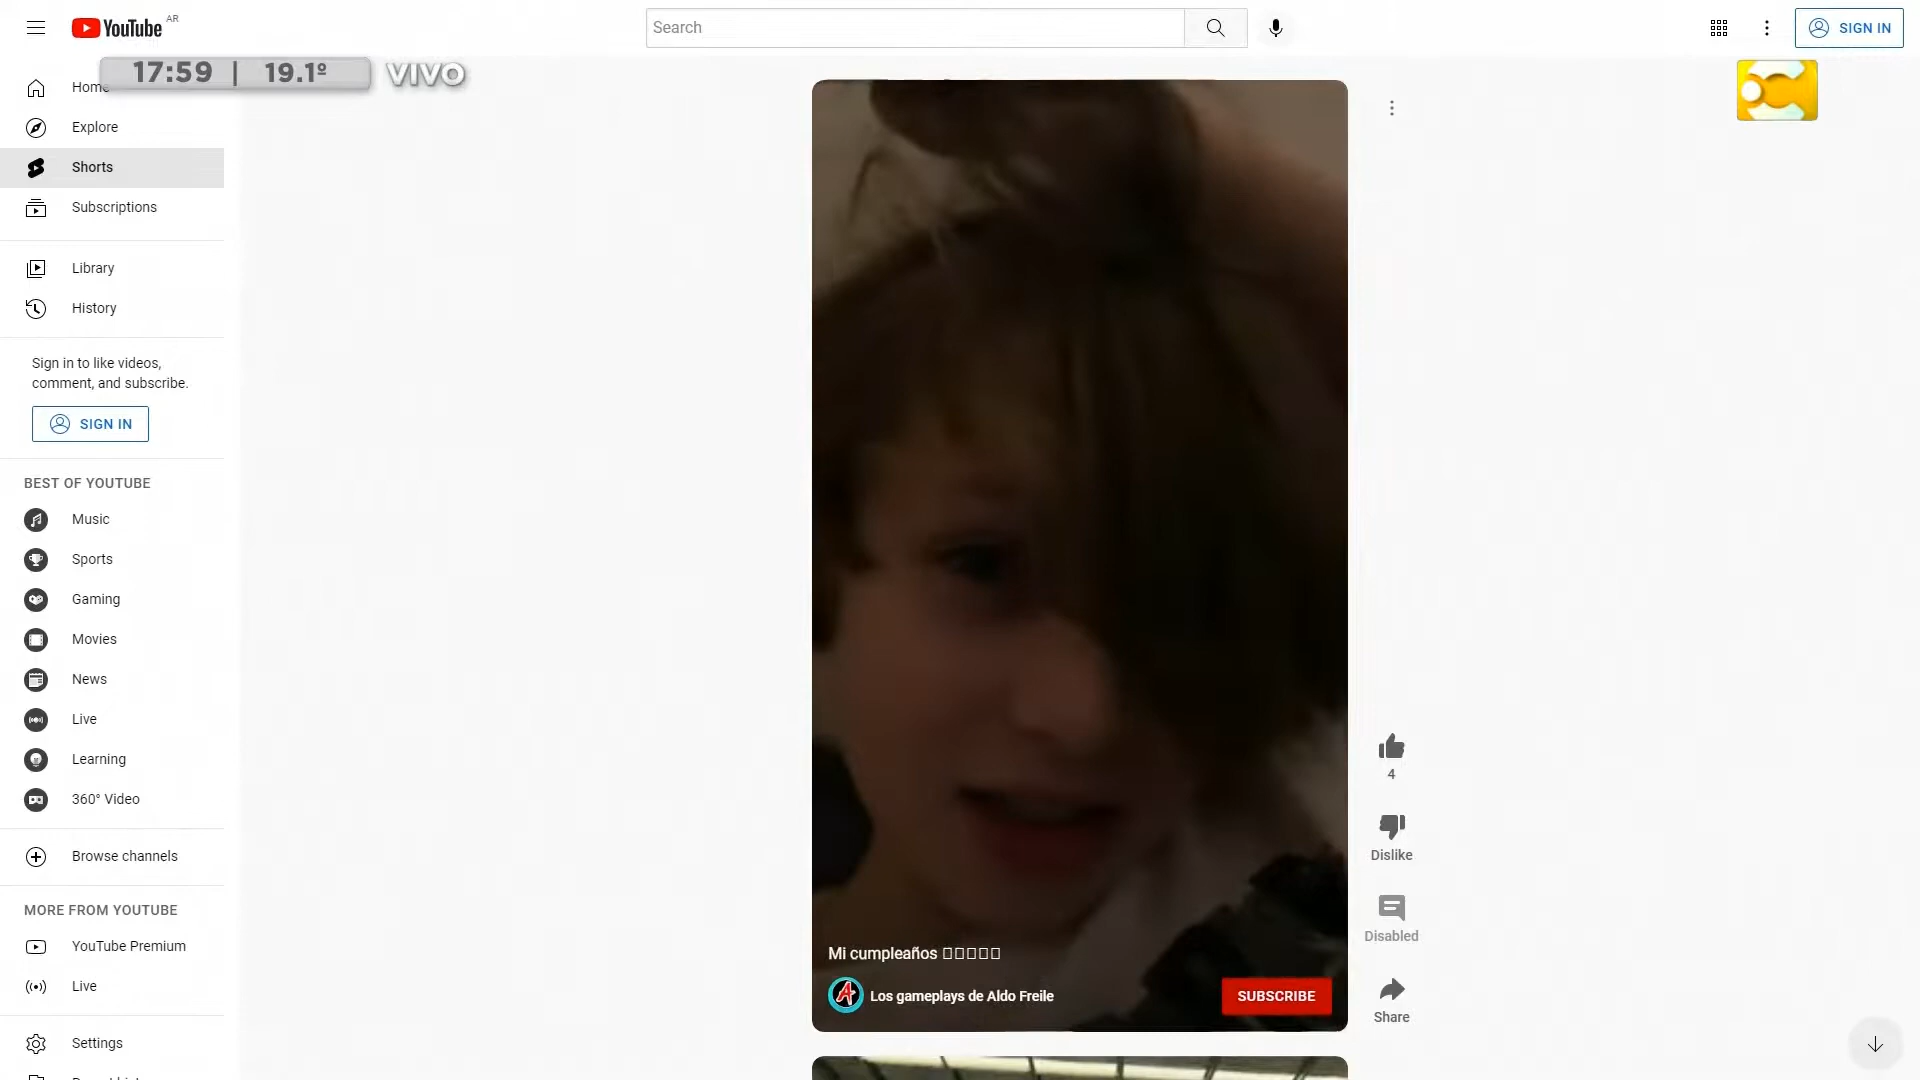 YouTube AR
Search
SIGN IN
17:59 | 19.1º VIVO
Home
Explore
Shorts
Subscriptions
Library
History
Sign in to like videos,
comment, and subscribe.
SIGN IN
BEST OF YOUTUBE
Music
Sports
Gaming
Movies
News
Live
Learning
360° Video
Browse channels
MORE FROM YOUTUBE
YouTube Premium
Live
Settings
4
Dislike
Disabled
Share
Mi cumpleaños
Los gameplays de Aldo Freile
SUBSCRIBE